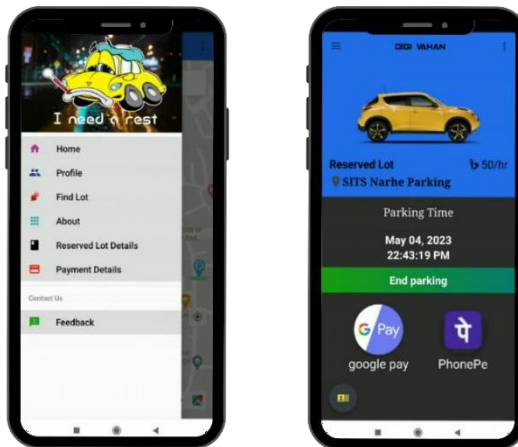 I need a rest
Home
Profile
Find Lot
About
Reserved Lot Details
Payment Details
Contact Us
Feedback
DIGI VAHAN
Reserved Lot
৳ 50/hr
SITS Narhe Parking
Parking Time
May 04, 2023
22:43:19 PM
End parking
G Pay
पे
google pay
PhonePe